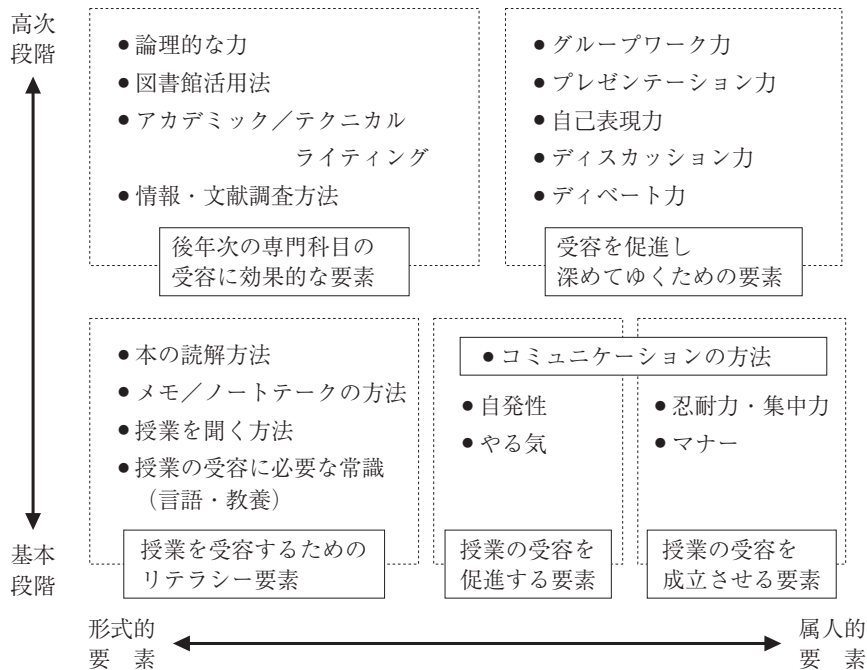 高次
段階
●論理的な力
●図書館活用法
●アカデミック／テクニカル
ライティング
●情報・文献調査方法
後年次の専門科目の
受容に効果的な要素
●グループワーク力
●プレゼンテーション力
●自己表現力
●ディスカッション力
●ディベート力
受容を促進し
深めてゆくための要素
●本の読解方法
●メモ／ノートテークの方法
●授業を聞く方法
●授業の受容に必要な常識
（言語・教養）
授業を受容するための
リテラシー要素
●コミュニケーションの方法
●自発性
●やる気
授業の受容を
促進する要素
●忍耐力・集中力
●マナー
授業の受容を
成立させる要素
基本
段階
形式的
要　素
属人的
要　素